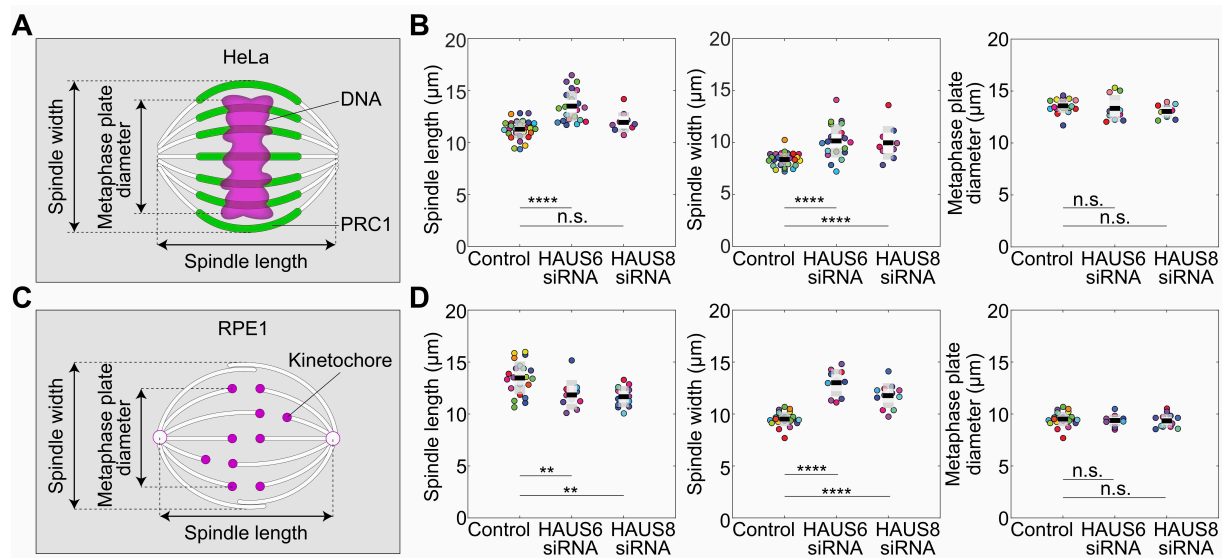 A
HeLa
DNA
PRC1
Spindle width
Metaphase plate
diameter
Spindle length
B
Spindle length (µm)
20
15
10
5
0
****
n.s.
Control
HAUS6
siRNA
HAUS8
siRNA
Spindle width (µm)
20
15
10
5
0
****
****
Control
HAUS6
siRNA
HAUS8
siRNA
Metaphase plate
diameter (µm)
20
15
10
5
0
n.s.
n.s.
Control
HAUS6
siRNA
HAUS8
siRNA
C
RPE1
Kinetochore
Spindle width
Metaphase plate
diameter
Spindle length
D
Spindle length (µm)
20
15
10
5
0
**
**
Control
HAUS6
siRNA
HAUS8
siRNA
Spindle width (µm)
20
15
10
5
0
****
****
Control
HAUS6
siRNA
HAUS8
siRNA
Metaphase plate
diameter (µm)
20
15
10
5
0
n.s.
n.s.
Control
HAUS6
siRNA
HAUS8
siRNA